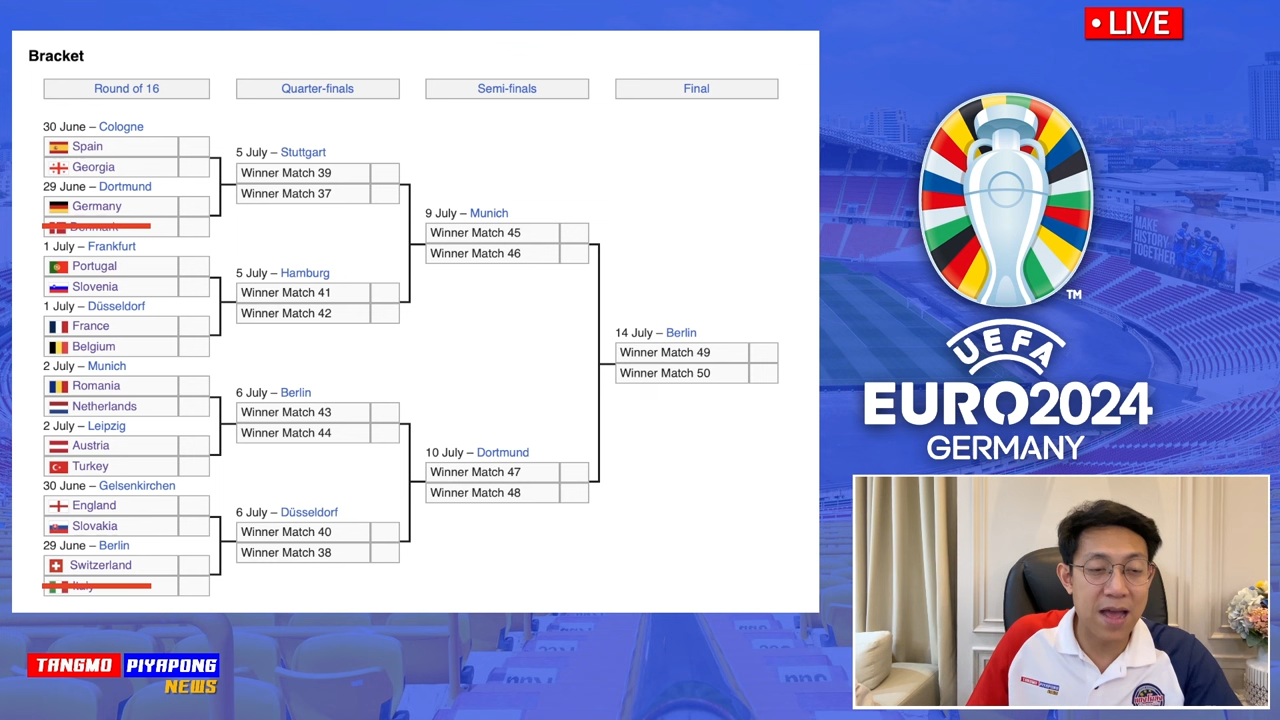 LIVE
Bracket
Round of 16
Quarter-finals
Semi-finals
Final
30 June – Cologne
Spain
Georgia
29 June – Dortmund
Germany
Denmark
1 July – Frankfurt
Portugal
Slovenia
1 July – Düsseldorf
France
Belgium
2 July – Munich
Romania
Netherlands
2 July – Leipzig
Austria
Turkey
30 June – Gelsenkirchen
England
Slovakia
29 June – Berlin
Switzerland
Italy
5 July – Stuttgart
Winner Match 39
Winner Match 37
5 July – Hamburg
Winner Match 41
Winner Match 42
6 July – Berlin
Winner Match 43
Winner Match 44
6 July – Düsseldorf
Winner Match 40
Winner Match 38
9 July – Munich
Winner Match 45
Winner Match 46
10 July – Dortmund
Winner Match 47
Winner Match 48
14 July – Berlin
Winner Match 49
Winner Match 50
MAKE
HISTORY
TOGETHER
TM
UEFA
EURO2024
GERMANY
TANGMO PIYAPONG
NEWS
TANGMO PIYAPONG
NEWS